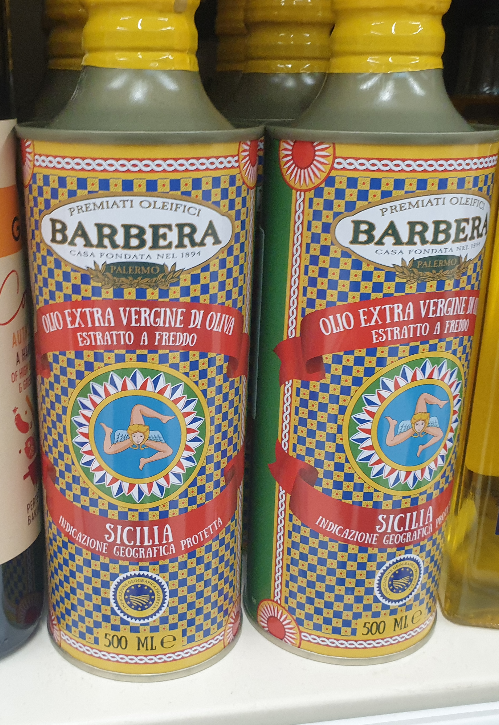 PREMIATI OLEIFICI
BARBERA
CASA FONDATA NEL 1894
PALERMO
OLIO EXTRA VERGINE DI OLIVA
ESTRATTO A FREDDO
SICILIA
INDICAZIONE GEOGRAFICA PROTETTA
500 ML ℮
PREMIATI OLEIFICI
BARBERA
CASA FONDATA NEL 1894
PALERMO
OLIO EXTRA VERGINE DI
ESTRATTO A FREDDO
SICILIA
INDICAZIONE GEOGRAFICA
500 ML ℮